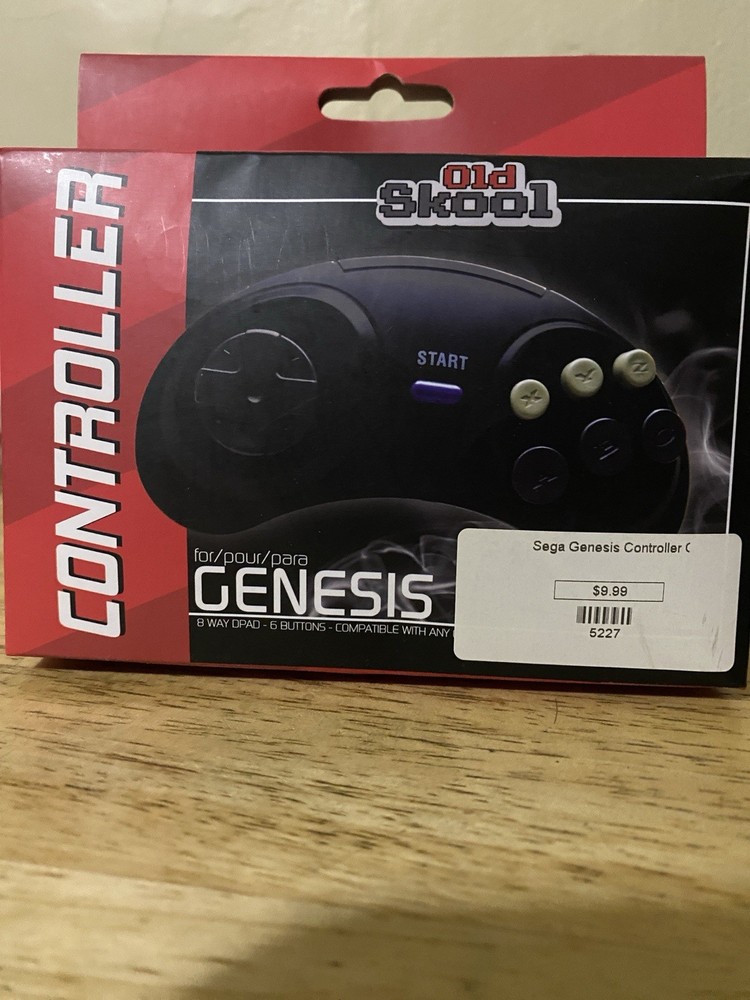 CONTROLLER
Old
Skool
START
X Y Z
for/pour/para
GENESIS
8 WAY DPAD - 6 BUTTONS - COMPATIBLE WITH ANY
Sega Genesis Controller
$9.99
5227